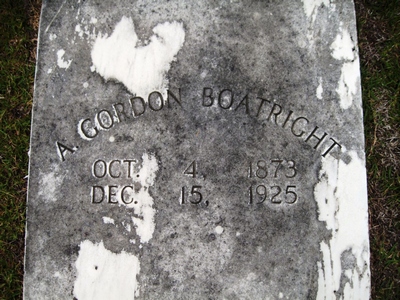 A. GORDON BOATRIGHT
OCT. 4, 1873
DEC. 15, 1925